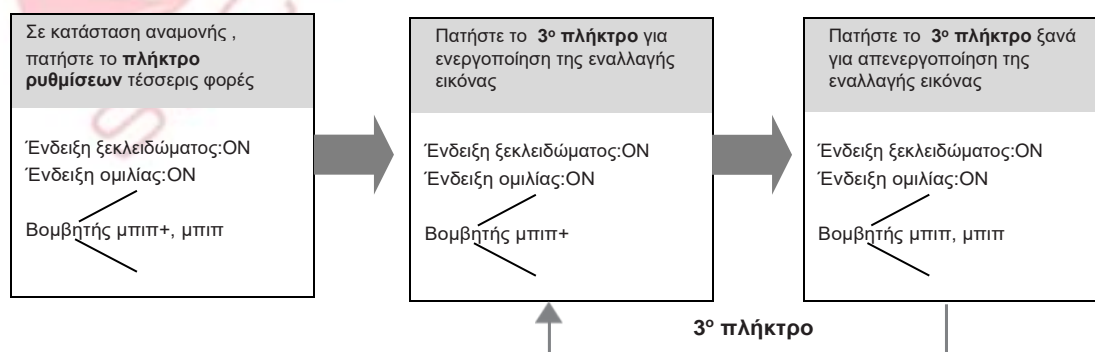 Σε κατάσταση αναμονής ,
πατήστε το πλήκτρο
ρυθμίσεων τέσσερις φορές
Ένδειξη ξεκλειδώματος:ON
Ένδειξη ομιλίας:ON
Βομβητής μπιπ+, μπιπ
Πατήστε το 3ο πλήκτρο για
ενεργοποίηση της εναλλαγής
εικόνας
Ένδειξη ξεκλειδώματος:ON
Ένδειξη ομιλίας:ON
Βομβητής μπιπ+
Πατήστε το 3ο πλήκτρο ξανά
για απενεργοποίηση της
εναλλαγής εικόνας
Ένδειξη ξεκλειδώματος:ON
Ένδειξη ομιλίας:ON
Βομβητής μπιπ, μπιπ
3ο πλήκτρο